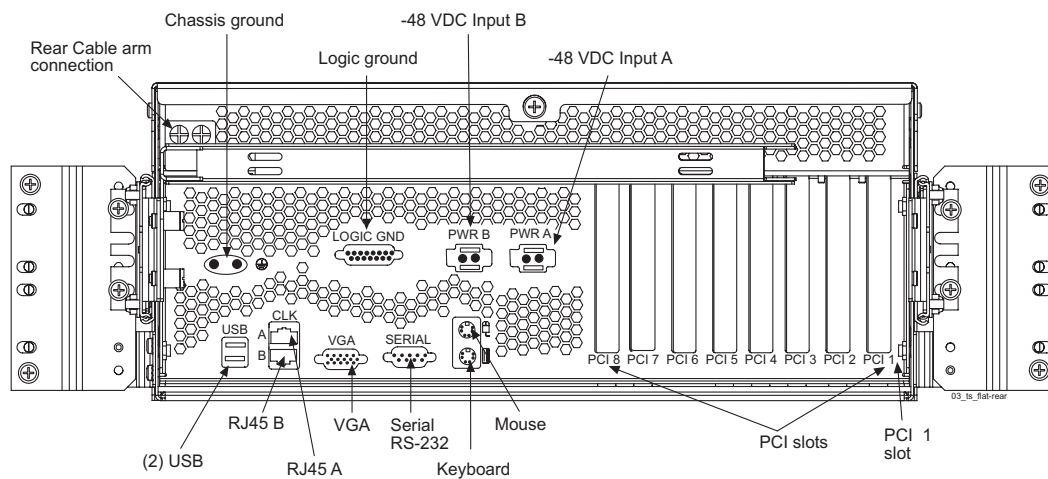 Chassis ground
-48 VDC Input B
Rear Cable arm
connection
Logic ground
-48 VDC Input A
LOGIC GND
PWR B
PWR A
CLK
USB
A
B
VGA
SERIAL
PCI 8
PCI 7
PCI 6
PCI 5
PCI 4
PCI 3
PCI 2
PCI 1
03_ts_flat-rear
RJ45 B
VGA
Serial
RS-232
Mouse
PCI slots
PCI 1
slot
(2) USB
RJ45 A
Keyboard